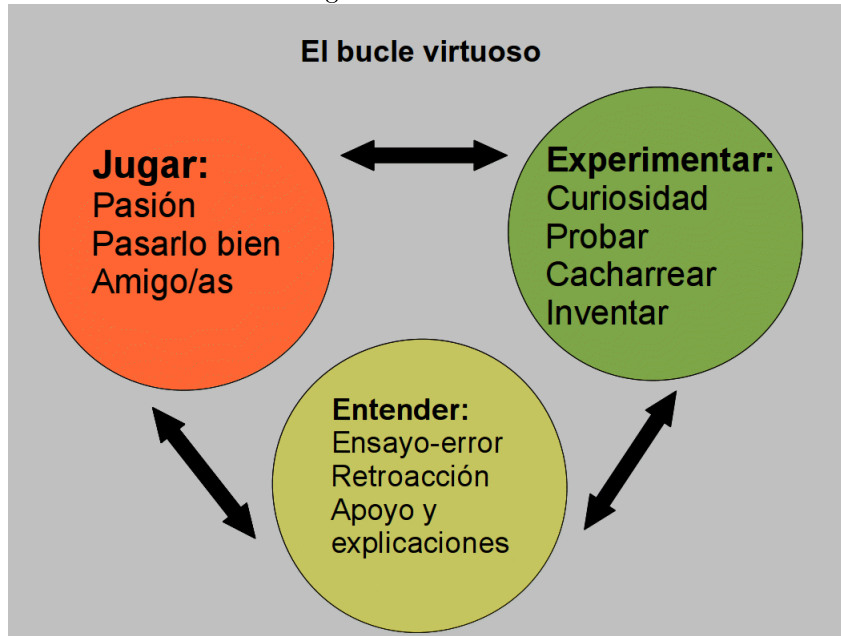 El bucle virtuoso
Jugar:
Pasión
Pasarlo bien
Amigo/as
Experimentar:
Curiosidad
Probar
Cacharrear
Inventar
Entender:
Ensayo-error
Retroacción
Apoyo y
explicaciones